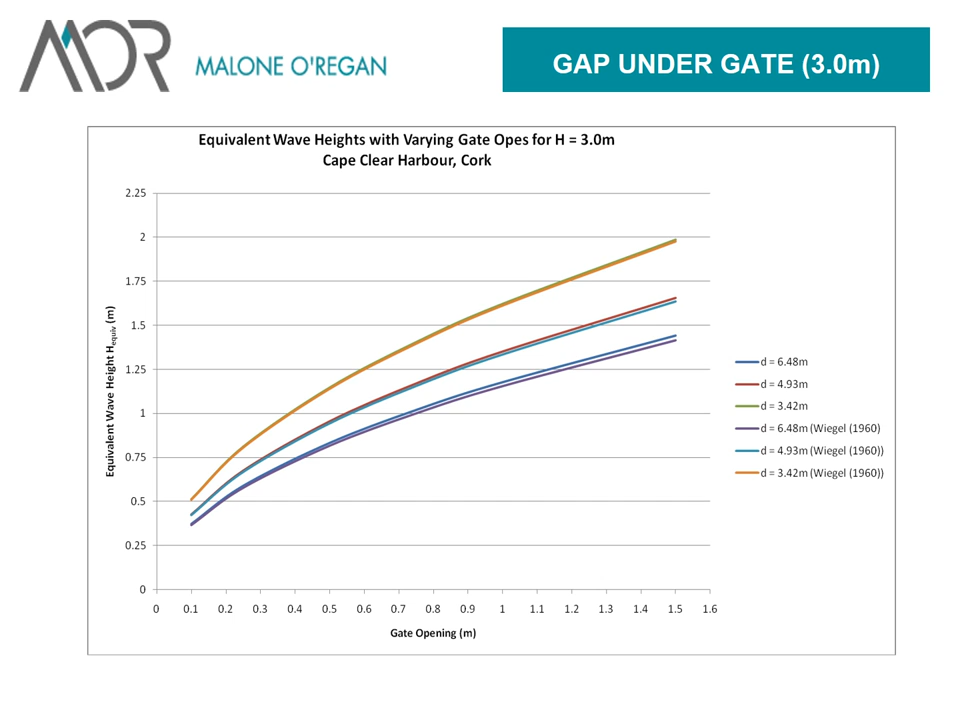 MOR
MALONE O'REGAN
GAP UNDER GATE (3.0m)
Equivalent Wave Heights with Varying Gate Opes for H = 3.0m
Cape Clear Harbour, Cork
2.25
2
1.75
1.5
1.25
1
0.75
0.5
0.25
0
Equivalent Wave Height Hequiv (m)
0 0.1 0.2 0.3 0.4 0.5 0.6 0.7 0.8 0.9 1 1.1 1.2 1.3 1.4 1.5 1.6
Gate Opening (m)
d = 6.48m
d = 4.93m
d = 3.42m
d = 6.48m (Wiegel (1960)
d = 4.93m (Wiegel (1960))
d = 3.42m (Wiegel (1960))